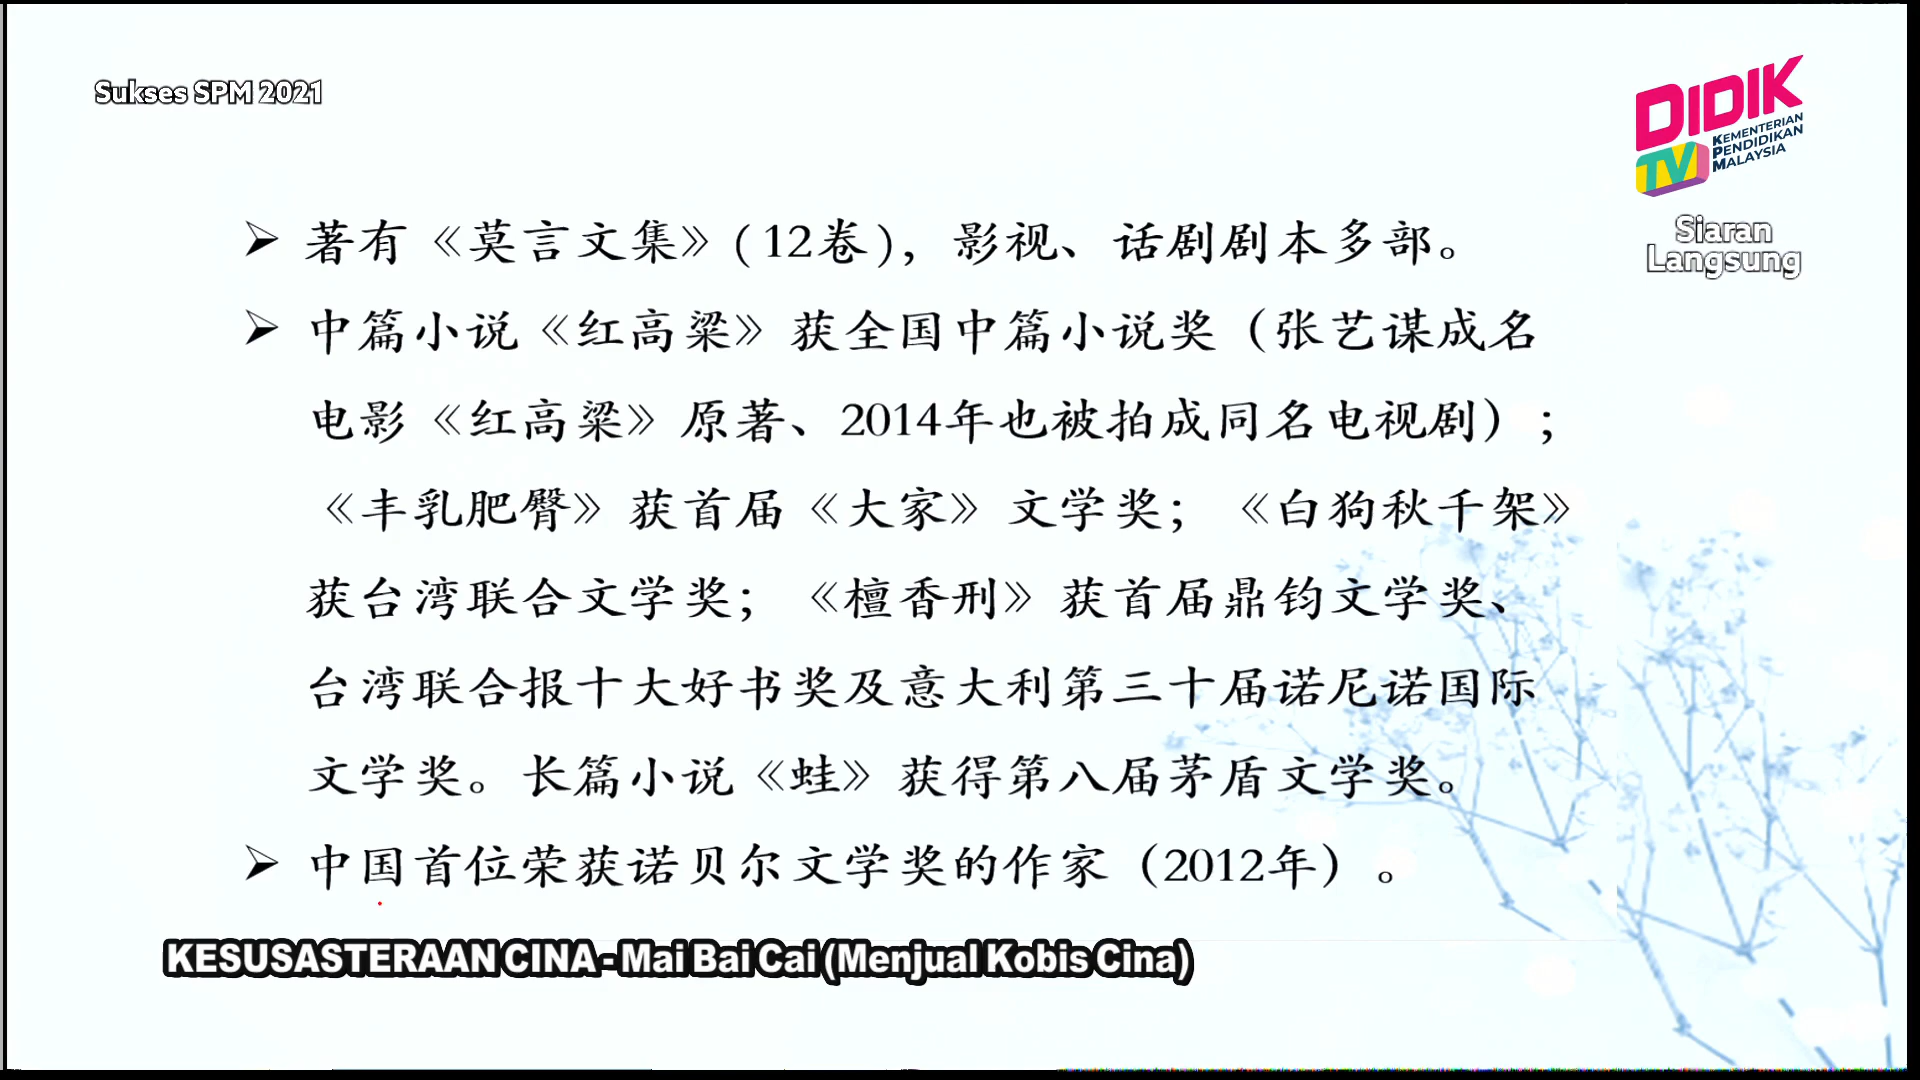 Sukses SPM 2021
DIDIK
TV
KEMENTERIAN
PENDIDIKAN
MALAYSIA
Siaran
Langsung
著有《莫言文集》(12卷)，影视、话剧剧本多部。
中篇小说《红高粱》获全国中篇小说奖（张艺谋成名
电影《红高粱》原著、2014年也被拍成同名电视剧）；
《丰乳肥臀》获首届《大家》文学奖；《白狗秋千架》
获台湾联合文学奖；《檀香刑》获首届鼎钧文学奖、
台湾联合报十大好书奖及意大利第三十届诺尼诺国际
文学奖。长篇小说《蛙》获得第八届茅盾文学奖。
中国首位荣获诺贝尔文学奖的作家（2012年）。
KESUSASTERAAN CINA - Mai Bai Cai (Menjual Kobis Cina)